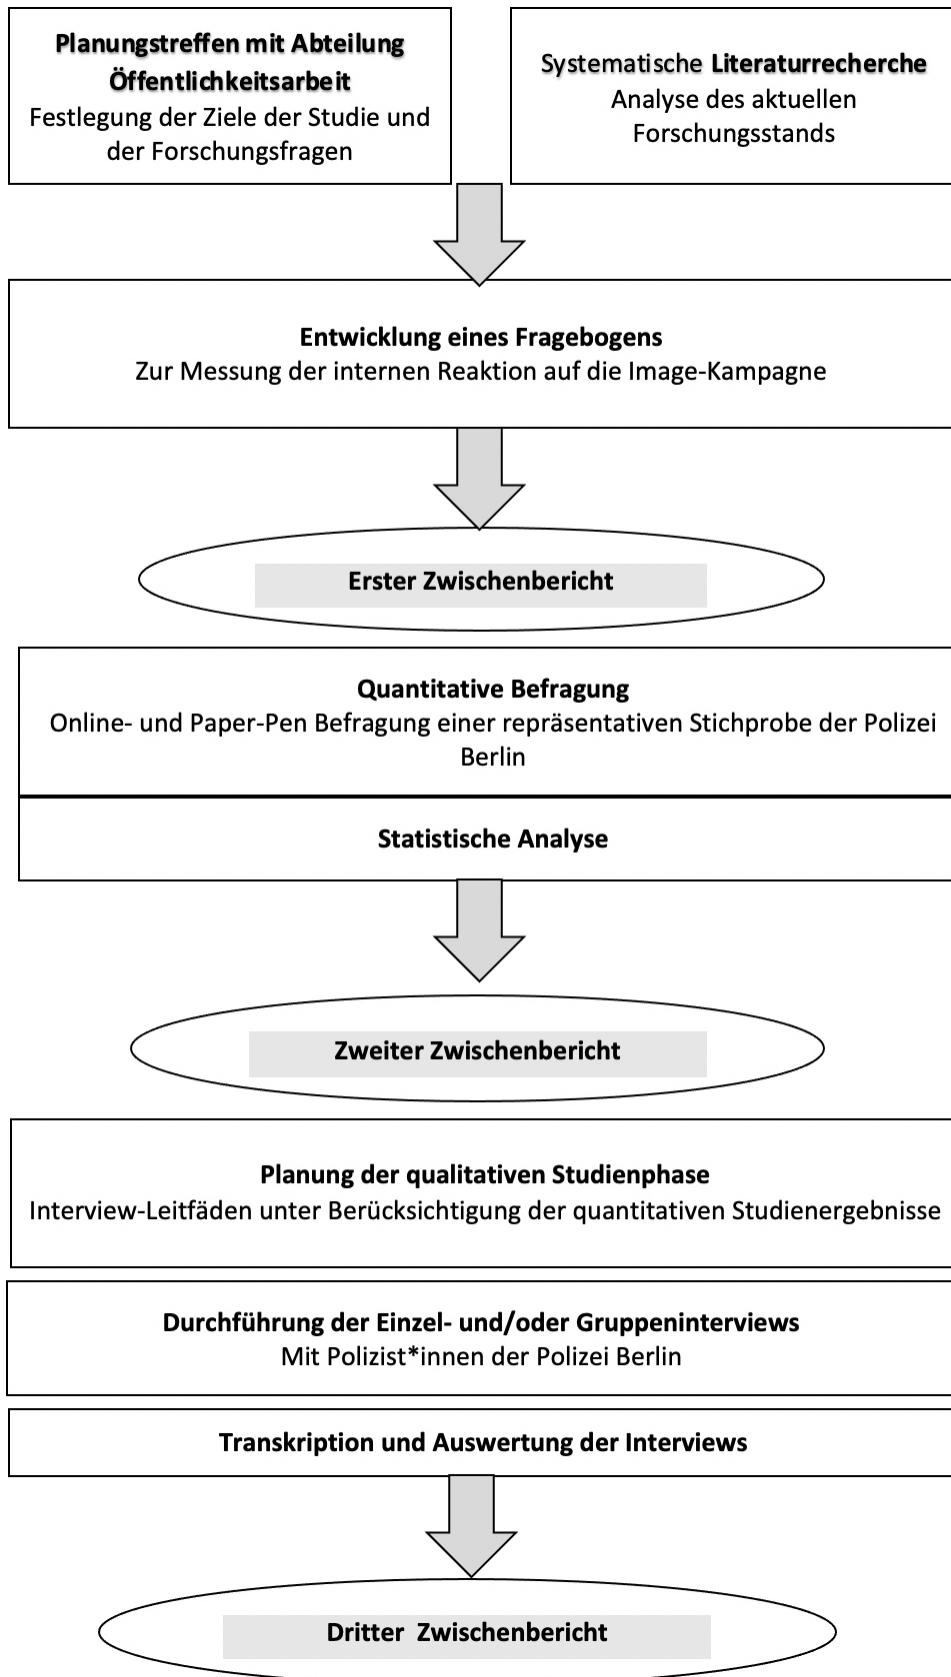 Planungstreffen mit Abteilung
Öffentlichkeitsarbeit
Festlegung der Ziele der Studie und
der Forschungsfragen
Systematische Literaturrecherche
Analyse des aktuellen
Forschungsstands
Entwicklung eines Fragebogens
Zur Messung der internen Reaktion auf die Image-Kampagne
Erster Zwischenbericht
Quantitative Befragung
Online- und Paper-Pen Befragung einer repräsentativen Stichprobe der Polizei
Berlin
Statistische Analyse
Zweiter Zwischenbericht
Planung der qualitativen Studienphase
Interview-Leitfäden unter Berücksichtigung der quantitativen Studienergebnisse
Durchführung der Einzel- und/oder Gruppeninterviews
Mit Polizist*innen der Polizei Berlin
Transkription und Auswertung der Interviews
Dritter Zwischenbericht